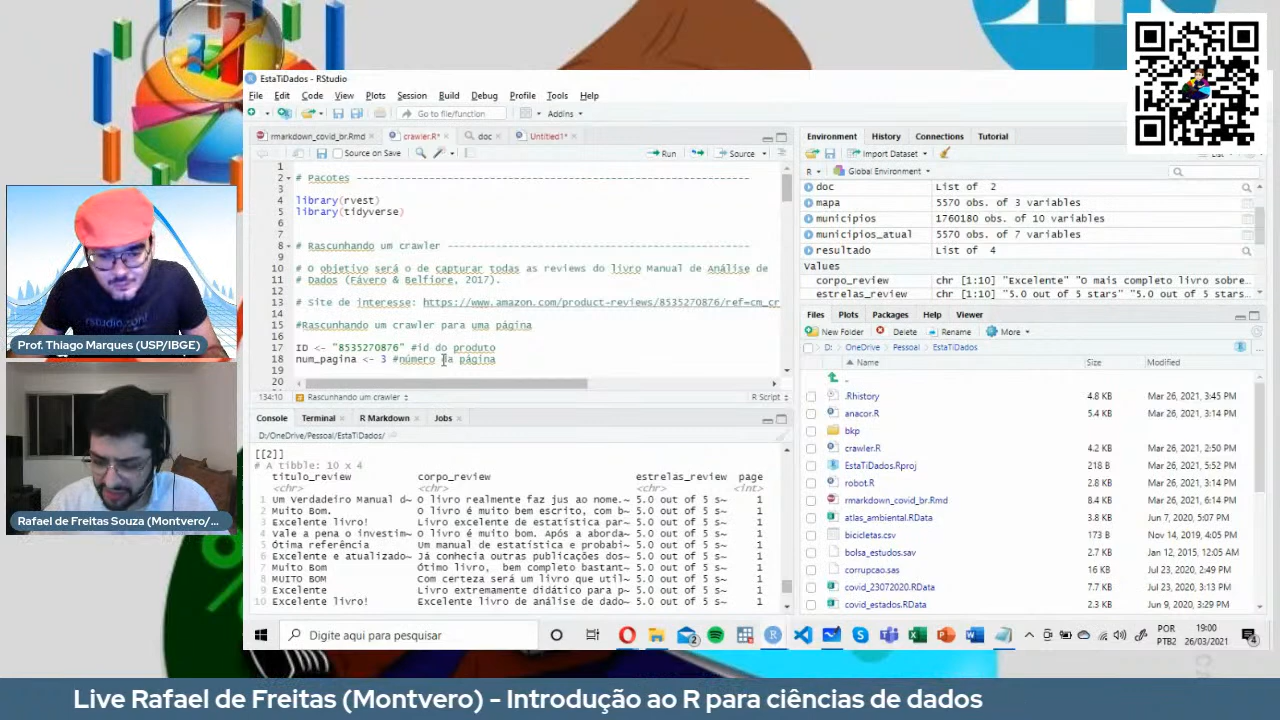 EstaTiDados - RStudio
File Edit Code View Plots Session Build Debug Profile Tools Help
Go to file/function Addins
rmarkdown_covid_br.Rmd crawler.R* doc Untitled1*
Source on Save Run Source
1
2 # Pacotes
3
4 library(rvest)
5 library(tidyverse)
6
7
8 # Rascunhando um crawler
9
10 # O objetivo será o de capturar todas as reviews do livro Manual de Análise de
11 # Dados (Fávero & Belfiore, 2017).
12
13 # Site de interesse: https://www.amazon.com/product-reviews/8535270876/ref=cm_cr
14
15 #Rascunhando um crawler para uma página
16
17 ID <- "8535270876" #id do produto
18 num_pagina <- 3 #número da página
19
20
134:10 Rascunhando um crawler R Script
Console Terminal R Markdown Jobs
D:/OneDrive/Pessoal/EstaTiDados/
[[2]]
# A tibble: 10 x 4
titulo_review corpo_review estrelas_review page
<chr> <chr> <chr> <int>
1 Um verdadeiro Manual d~ O livro realmente faz jus ao nome.~ 5.0 out of 5 s~ 1
2 Muito Bom. O livro é muito bem escrito, com b~ 5.0 out of 5 s~ 1
3 Excelente livro! Livro excelente de estatística par~ 5.0 out of 5 s~ 1
4 Vale a pena o investim~ O livro é muito bom. Após a aborda~ 5.0 out of 5 s~ 1
5 Ótima referência Um manual de estatística e probabi~ 5.0 out of 5 s~ 1
6 Excelente e atualizado~ Já conhecia outras publicações dos~ 5.0 out of 5 s~ 1
7 Muito Bom Ótimo livro, bem completo bastant~ 5.0 out of 5 s~ 1
8 MUITO BOM Com certeza será um livro que util~ 5.0 out of 5 s~ 1
9 Excelente Livro extremamente didático para p~ 5.0 out of 5 s~ 1
10 Excelente livro! Excelente livro de análise de dado~ 5.0 out of 5 s~ 1
Environment History Connections Tutorial
Import Dataset
R Global Environment
doc List of 2
mapa 5570 obs. of 3 variables
municipios 1760180 obs. of 10 variables
municipios_atual 5570 obs. of 7 variables
resultado List of 4
Values
corpo_review chr [1:10] "Excelente" "O mais completo livro sobre...
estrelas_review chr [1:10] "5.0 out of 5 stars" "5.0 out of 5 stars"...
Files Plots Packages Help Viewer
New Folder Delete Rename More
D: OneDrive Pessoal EstaTiDados
Name Size Modified
..
.Rhistory 4.8 KB Mar 26, 2021, 3:45 PM
anacor.R 5.4 KB Mar 26, 2021, 3:14 PM
bkp
crawler.R 4.2 KB Mar 26, 2021, 2:50 PM
EstaTiDados.Rproj 218 B Mar 26, 2021, 5:52 PM
robot.R 2.8 KB Mar 26, 2021, 3:14 PM
rmarkdown_covid_br.Rmd 8.4 KB Mar 26, 2021, 6:14 PM
atlas_ambiental.RData 3.8 KB Jun 7, 2020, 5:07 PM
bicicletas.csv 173 B Nov 14, 2019, 4:05 PM
bolsa_estudos.sav 2.7 KB Jan 12, 2015, 12:05 AM
corrupcao.sas 16 KB Jul 23, 2020, 2:49 PM
covid_23072020.RData 7.7 KB Jul 23, 2020, 3:13 PM
covid_estados.RData 2.3 KB Jun 9, 2020, 3:29 PM
Digite aqui para pesquisar
POR
PTB2
19:00
26/03/2021
Prof. Thiago Marques (USP/IBGE)
Rafael de Freitas Souza (Montvero/...
Live Rafael de Freitas (Montvero) - Introdução ao R para ciências de dados